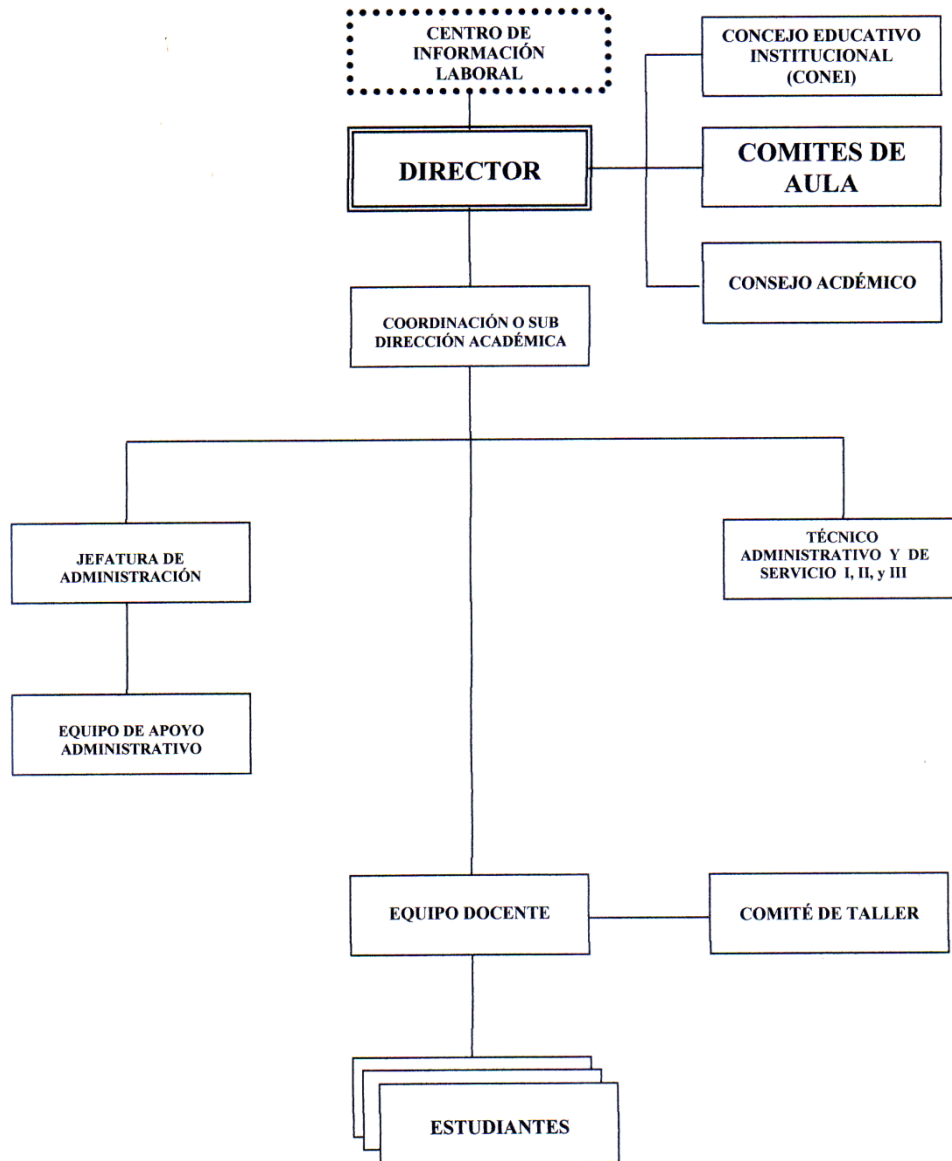 CENTRO DE
INFORMACIÓN
LABORAL
CONCEJO EDUCATIVO
INSTITUCIONAL
(CONEI)
DIRECTOR
COMITES DE
AULA
CONSEJO ACDÉMICO
COORDINACIÓN O SUB
DIRECCIÓN ACADÉMICA
JEFATURA DE
ADMINISTRACIÓN
TÉCNICO
ADMINISTRATIVO Y DE
SERVICIO I, II, y III
EQUIPO DE APOYO
ADMINISTRATIVO
EQUIPO DOCENTE
COMITÉ DE TALLER
ESTUDIANTES